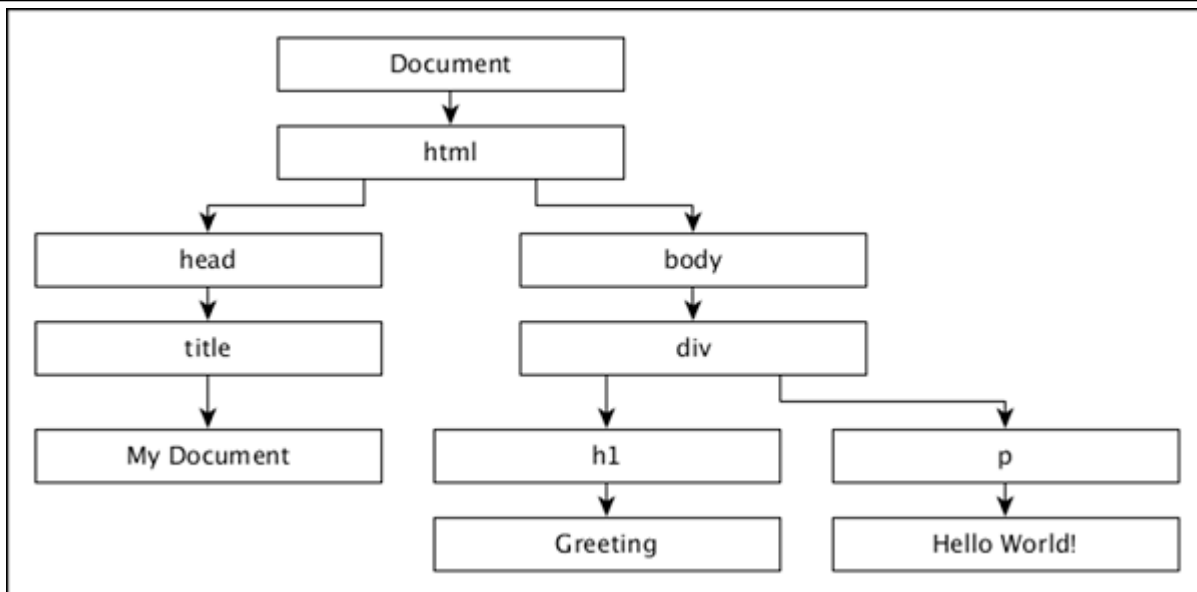 Document
html
head
body
title
div
My Document
h1
p
Greeting
Hello World!